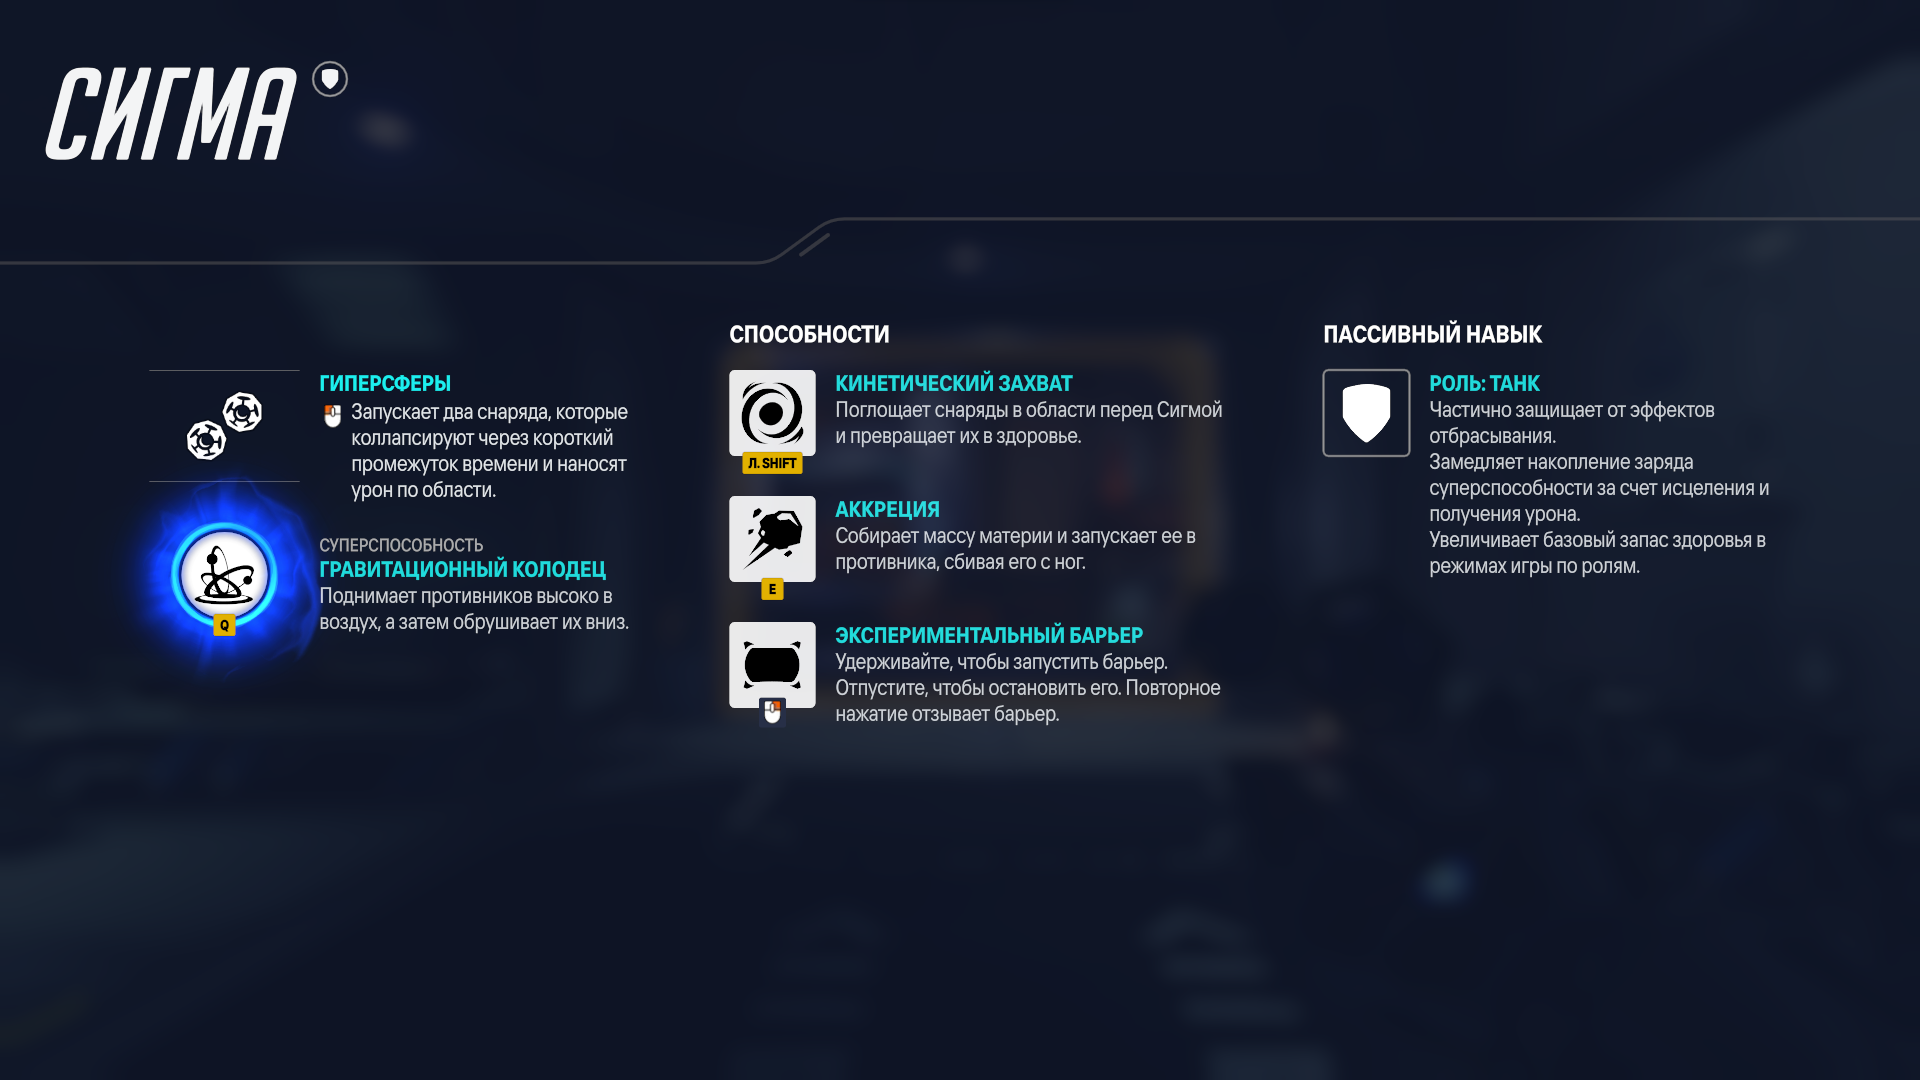 СИГМА
ГИПЕРСФЕРЫ
Запускает два снаряда, которые
коллапсируют через короткий
промежуток времени и наносят
урон по области.
СУПЕРСПОСОБНОСТЬ
ГРАВИТАЦИОННЫЙ КОЛОДЕЦ
Поднимает противников высоко в
воздух, а затем обрушивает их вниз.
Q
СПОСОБНОСТИ
КИНЕТИЧЕСКИЙ ЗАХВАТ
Поглощает снаряды в области перед Сигмой
и превращает их в здоровье.
Л. SHIFT
АККРЕЦИЯ
Собирает массу материи и запускает ее в
противника, сбивая его с ног.
E
ЭКСПЕРИМЕНТАЛЬНЫЙ БАРЬЕР
Удерживайте, чтобы запустить барьер.
Отпустите, чтобы остановить его. Повторное
нажатие отзывает барьер.
ПАССИВНЫЙ НАВЫК
РОЛЬ: ТАНК
Частично защищает от эффектов
отбрасывания.
Замедляет накопление заряда
суперспособности за счет исцеления и
получения урона.
Увеличивает базовый запас здоровья в
режимах игры по ролям.